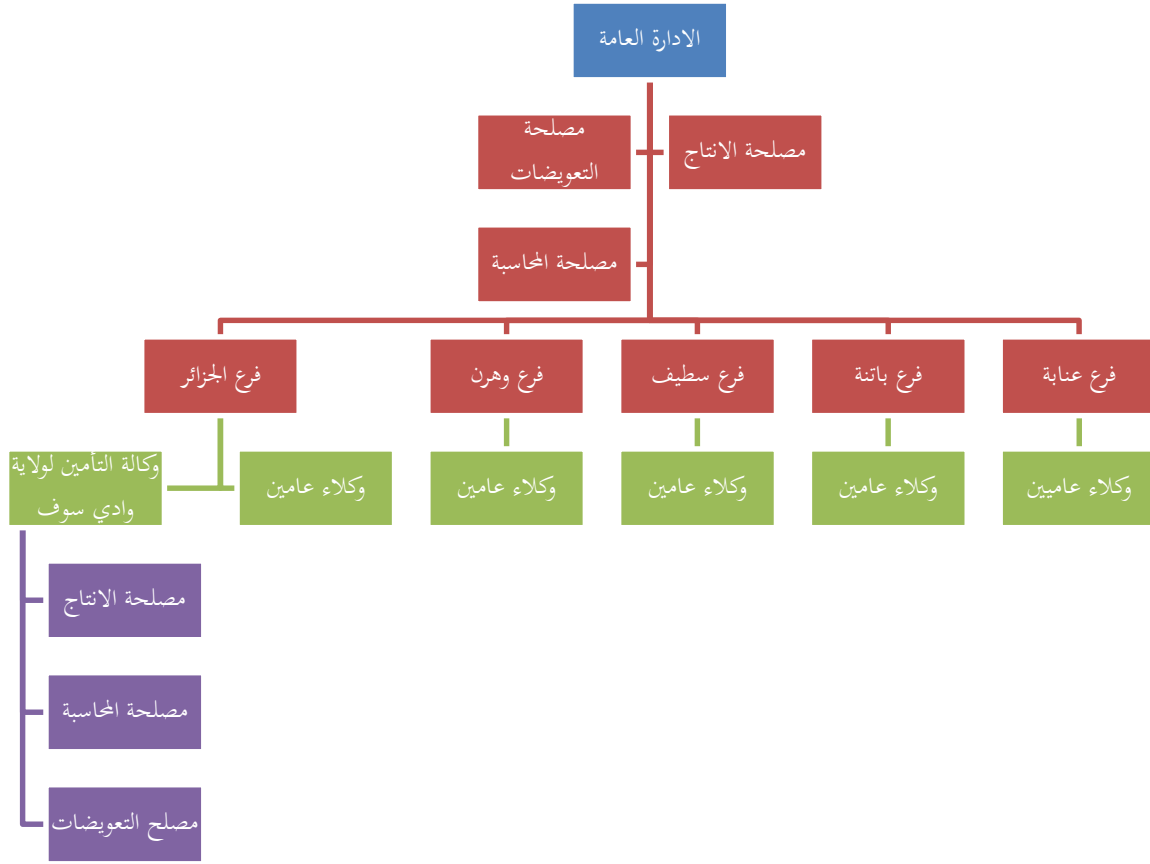 الادارة العامة
مصلحة الانتاج
مصلحة
التعويضات
مصلحة المحاسبة
فرع عنابة
فرع باتنة
فرع سطيف
فرع وهرن
فرع الجزائر
وكلاء عاميين
وكلاء عامين
وكلاء عامين
وكلاء عامين
وكلاء عامين
وكالة التأمين لولاية
وادي سوف
مصلحة الانتاج
مصلحة المحاسبة
مصلح التعويضات